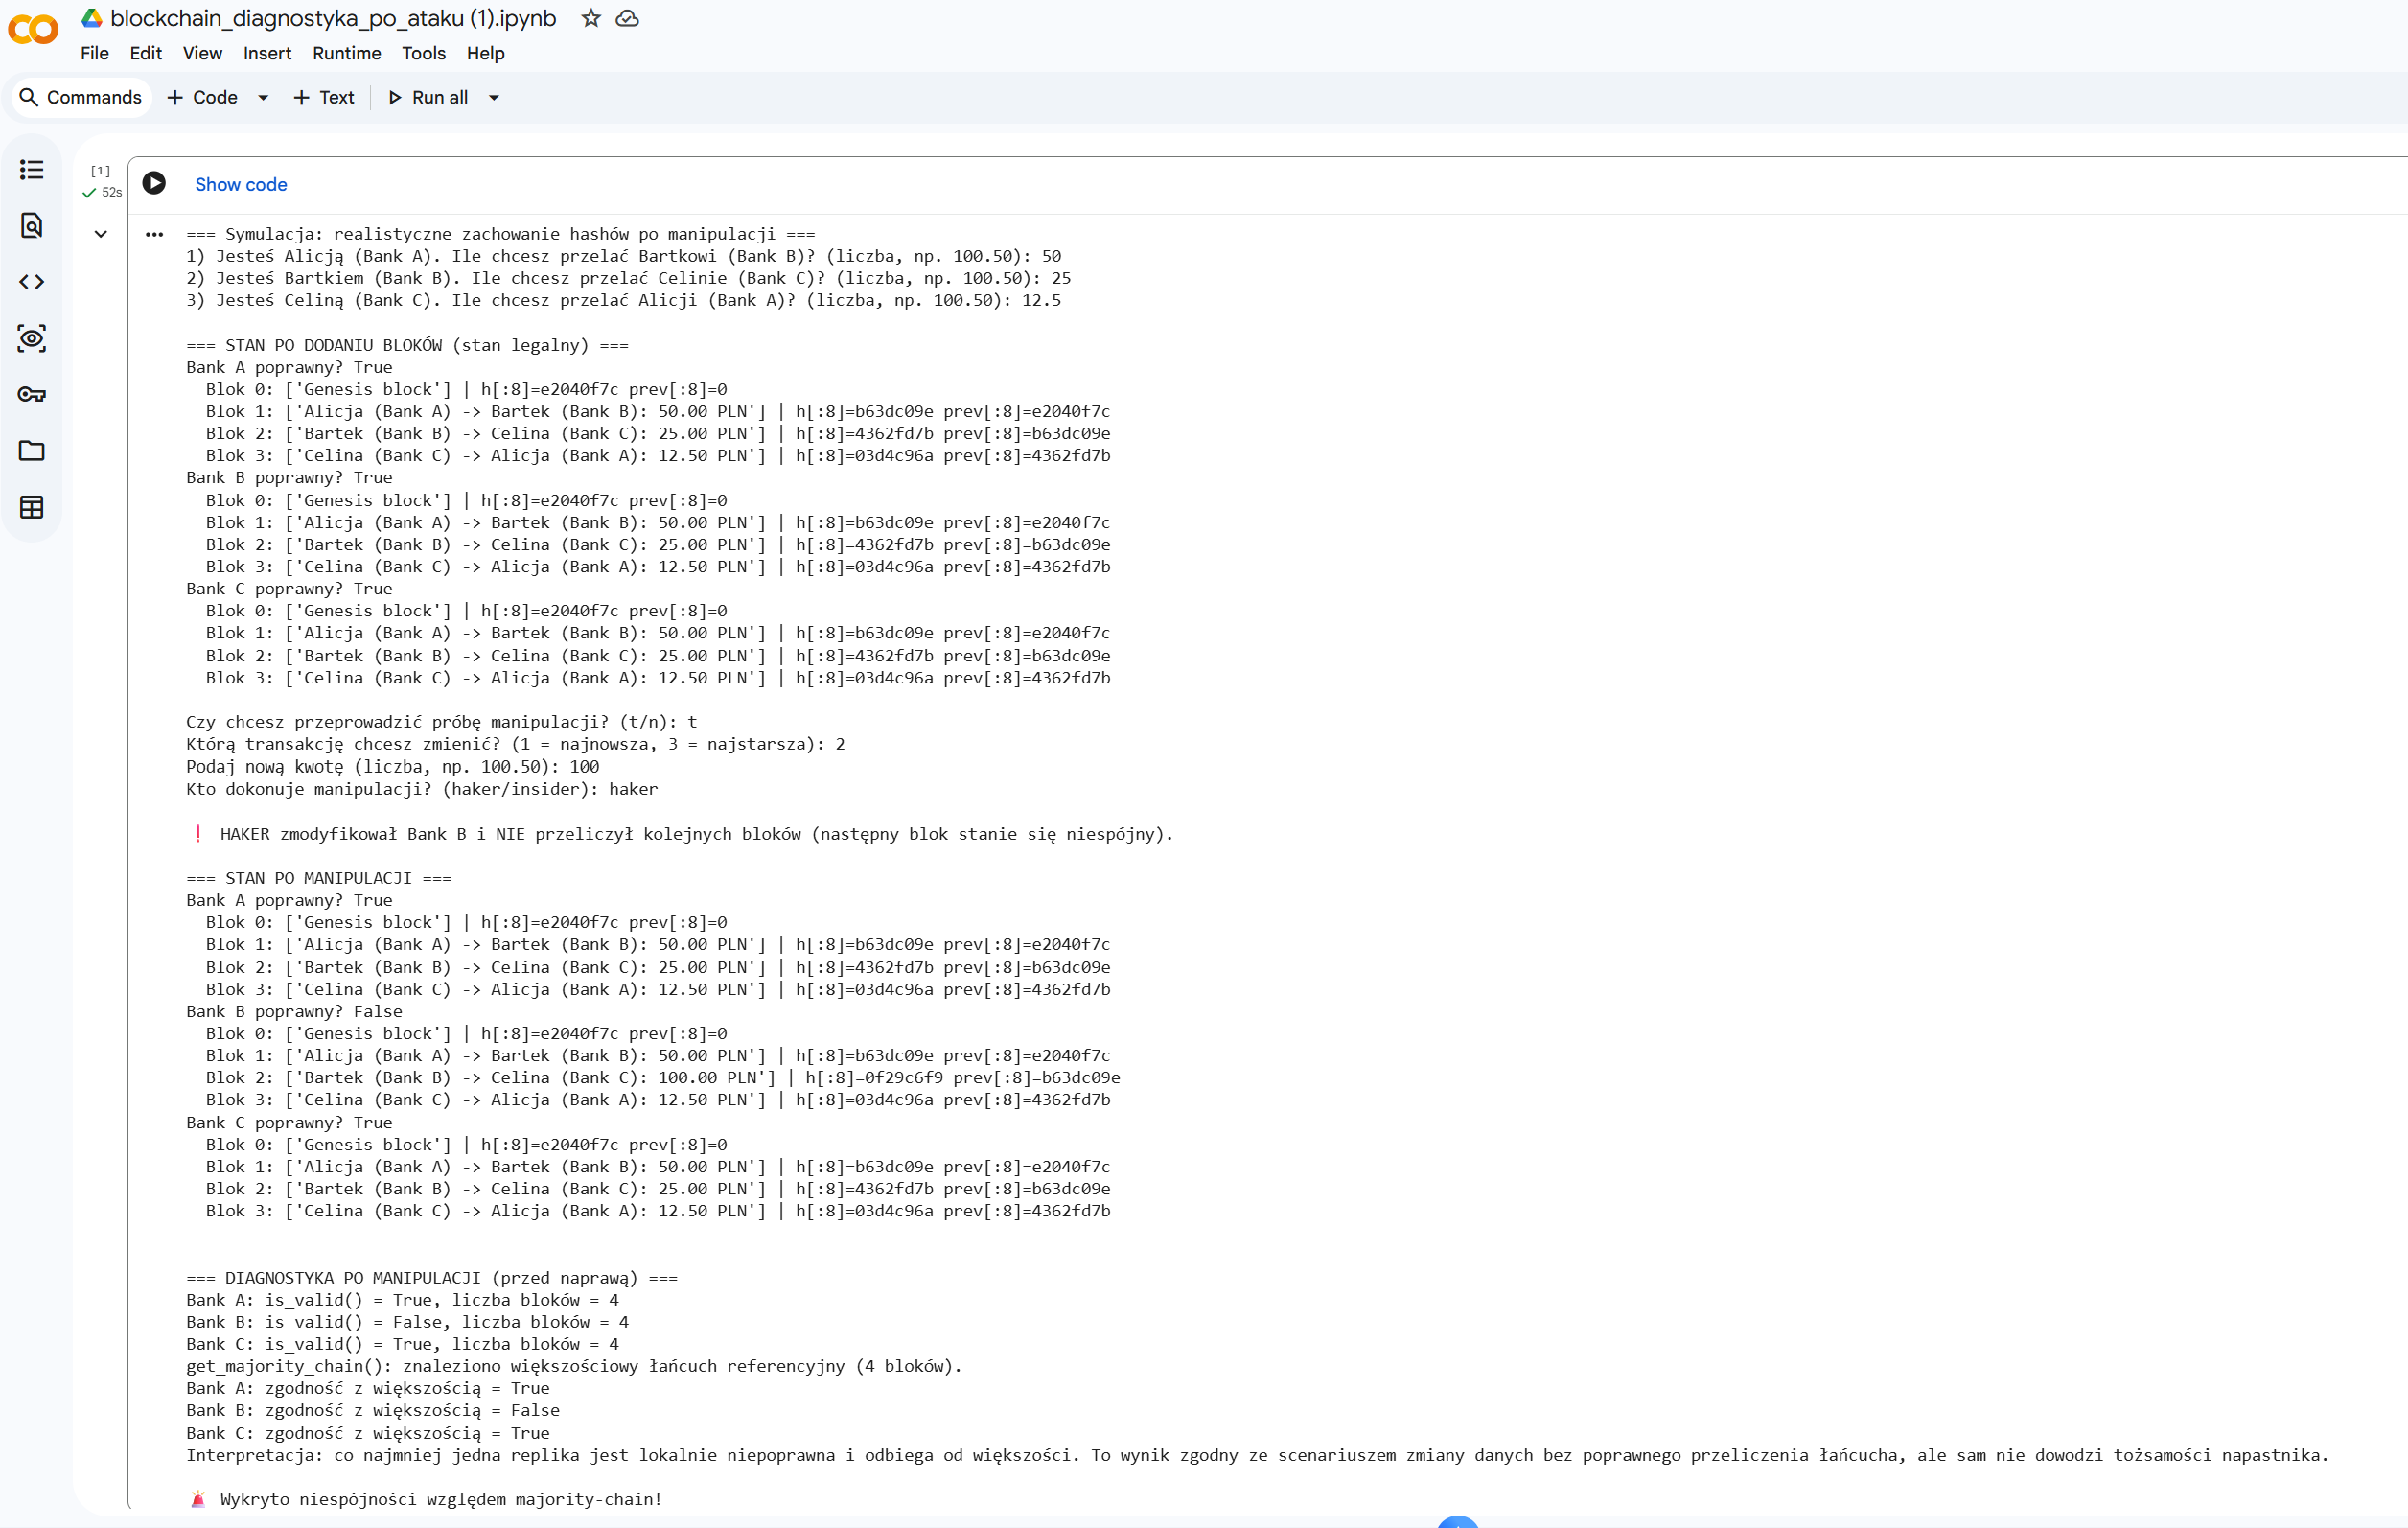 blockchain_diagnostyka_po_ataku (1).ipynb
File Edit View Insert Runtime Tools Help
Commands + Code + Text Run all
[1]
52s
Show code
=== Symulacja: realistyczne zachowanie hashów po manipulacji ===
1) Jesteś Alicją (Bank A). Ile chcesz przelać Bartkowi (Bank B)? (liczba, np. 100.50): 50
2) Jesteś Bartkiem (Bank B). Ile chcesz przelać Celinie (Bank C)? (liczba, np. 100.50): 25
3) Jesteś Celiną (Bank C). Ile chcesz przelać Alicji (Bank A)? (liczba, np. 100.50): 12.5
=== STAN PO DODANIU BLOKÓW (stan legalny) ===
Bank A poprawny? True
Blok 0: ['Genesis block'] | h[:8]=e2040f7c prev[:8]=0
Blok 1: ['Alicja (Bank A) -> Bartek (Bank B): 50.00 PLN'] | h[:8]=b63dc09e prev[:8]=e2040f7c
Blok 2: ['Bartek (Bank B) -> Celina (Bank C): 25.00 PLN'] | h[:8]=4362fd7b prev[:8]=b63dc09e
Blok 3: ['Celina (Bank C) -> Alicja (Bank A): 12.50 PLN'] | h[:8]=03d4c96a prev[:8]=4362fd7b
Bank B poprawny? True
Blok 0: ['Genesis block'] | h[:8]=e2040f7c prev[:8]=0
Blok 1: ['Alicja (Bank A) -> Bartek (Bank B): 50.00 PLN'] | h[:8]=b63dc09e prev[:8]=e2040f7c
Blok 2: ['Bartek (Bank B) -> Celina (Bank C): 25.00 PLN'] | h[:8]=4362fd7b prev[:8]=b63dc09e
Blok 3: ['Celina (Bank C) -> Alicja (Bank A): 12.50 PLN'] | h[:8]=03d4c96a prev[:8]=4362fd7b
Bank C poprawny? True
Blok 0: ['Genesis block'] | h[:8]=e2040f7c prev[:8]=0
Blok 1: ['Alicja (Bank A) -> Bartek (Bank B): 50.00 PLN'] | h[:8]=b63dc09e prev[:8]=e2040f7c
Blok 2: ['Bartek (Bank B) -> Celina (Bank C): 25.00 PLN'] | h[:8]=4362fd7b prev[:8]=b63dc09e
Blok 3: ['Celina (Bank C) -> Alicja (Bank A): 12.50 PLN'] | h[:8]=03d4c96a prev[:8]=4362fd7b
Czy chcesz przeprowadzić próbę manipulacji? (t/n): t
Którą transakcję chcesz zmienić? (1 = najnowsza, 3 = najstarsza): 2
Podaj nową kwotę (liczba, np. 100.50): 100
Kto dokonuje manipulacji? (haker/insider): haker
❗ HAKER zmodyfikował Bank B i NIE przeliczył kolejnych bloków (następny blok stanie się niespójny).
=== STAN PO MANIPULACJI ===
Bank A poprawny? True
Blok 0: ['Genesis block'] | h[:8]=e2040f7c prev[:8]=0
Blok 1: ['Alicja (Bank A) -> Bartek (Bank B): 50.00 PLN'] | h[:8]=b63dc09e prev[:8]=e2040f7c
Blok 2: ['Bartek (Bank B) -> Celina (Bank C): 25.00 PLN'] | h[:8]=4362fd7b prev[:8]=b63dc09e
Blok 3: ['Celina (Bank C) -> Alicja (Bank A): 12.50 PLN'] | h[:8]=03d4c96a prev[:8]=4362fd7b
Bank B poprawny? False
Blok 0: ['Genesis block'] | h[:8]=e2040f7c prev[:8]=0
Blok 1: ['Alicja (Bank A) -> Bartek (Bank B): 50.00 PLN'] | h[:8]=b63dc09e prev[:8]=e2040f7c
Blok 2: ['Bartek (Bank B) -> Celina (Bank C): 100.00 PLN'] | h[:8]=0f29c6f9 prev[:8]=b63dc09e
Blok 3: ['Celina (Bank C) -> Alicja (Bank A): 12.50 PLN'] | h[:8]=03d4c96a prev[:8]=4362fd7b
Bank C poprawny? True
Blok 0: ['Genesis block'] | h[:8]=e2040f7c prev[:8]=0
Blok 1: ['Alicja (Bank A) -> Bartek (Bank B): 50.00 PLN'] | h[:8]=b63dc09e prev[:8]=e2040f7c
Blok 2: ['Bartek (Bank B) -> Celina (Bank C): 25.00 PLN'] | h[:8]=4362fd7b prev[:8]=b63dc09e
Blok 3: ['Celina (Bank C) -> Alicja (Bank A): 12.50 PLN'] | h[:8]=03d4c96a prev[:8]=4362fd7b
=== DIAGNOSTYKA PO MANIPULACJI (przed naprawą) ===
Bank A: is_valid() = True, liczba bloków = 4
Bank B: is_valid() = False, liczba bloków = 4
Bank C: is_valid() = True, liczba bloków = 4
get_majority_chain(): znaleziono większościowy łańcuch referencyjny (4 bloków).
Bank A: zgodność z większością = True
Bank B: zgodność z większością = False
Bank C: zgodność z większością = True
Interpretacja: co najmniej jedna replika jest lokalnie niepoprawna i odbiega od większości. To wynik zgodny ze scenariuszem zmiany danych bez poprawnego przeliczenia łańcucha, ale sam nie dowodzi tożsamości napastnika.
🚨 Wykryto niespójności względem majority-chain!